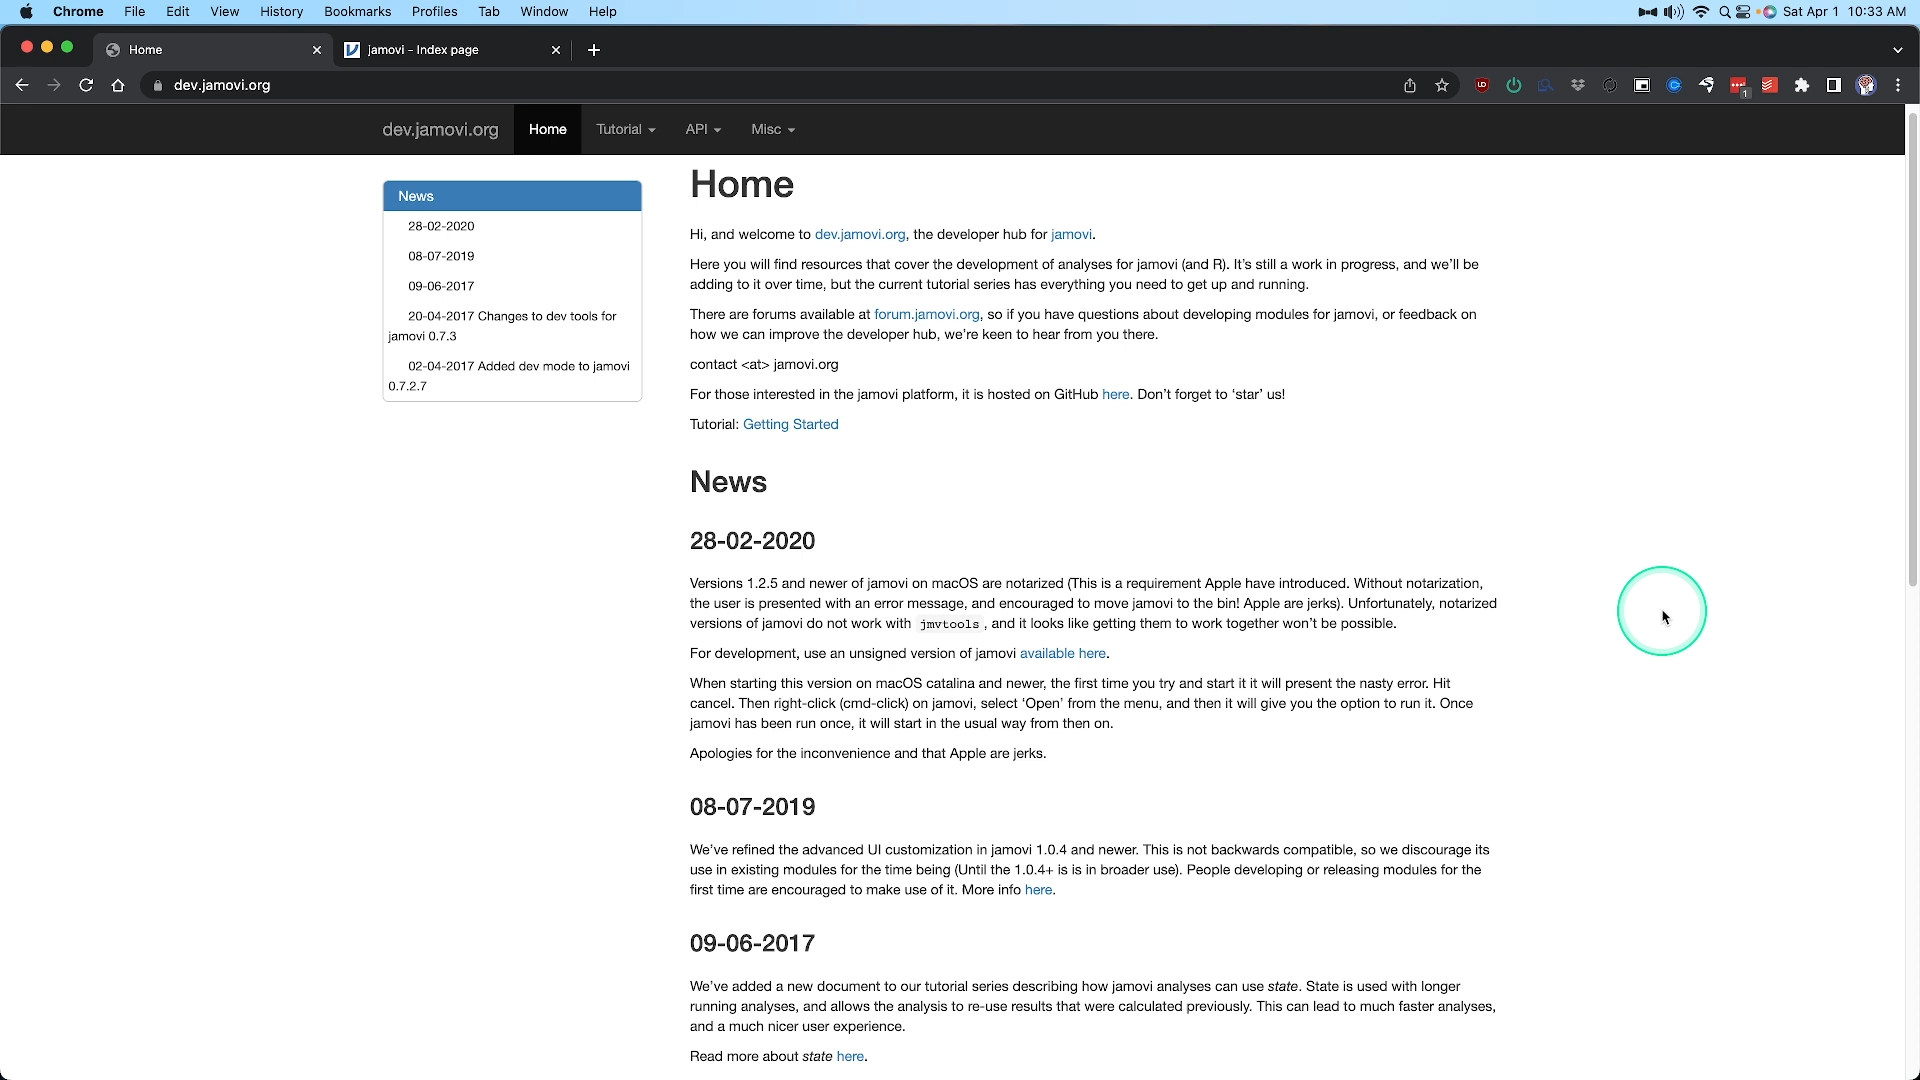 Chrome File Edit View History Bookmarks Profiles Tab Window Help Sat Apr 1 10:33 AM
Home jamovi - Index page
dev.jamovi.org
1
dev.jamovi.org Home Tutorial API Misc
News
28-02-2020
08-07-2019
09-06-2017
20-04-2017 Changes to dev tools for
jamovi 0.7.3
02-04-2017 Added dev mode to jamovi
0.7.2.7
Home
Hi, and welcome to dev.jamovi.org, the developer hub for jamovi.
Here you will find resources that cover the development of analyses for jamovi (and R). It’s still a work in progress, and we’ll be
adding to it over time, but the current tutorial series has everything you need to get up and running.
There are forums available at forum.jamovi.org, so if you have questions about developing modules for jamovi, or feedback on
how we can improve the developer hub, we’re keen to hear from you there.
contact <at> jamovi.org
For those interested in the jamovi platform, it is hosted on GitHub here. Don’t forget to ‘star’ us!
Tutorial: Getting Started
News
28-02-2020
Versions 1.2.5 and newer of jamovi on macOS are notarized (This is a requirement Apple have introduced. Without notarization,
the user is presented with an error message, and encouraged to move jamovi to the bin! Apple are jerks). Unfortunately, notarized
versions of jamovi do not work with jmvtools, and it looks like getting them to work together won’t be possible.
For development, use an unsigned version of jamovi available here.
When starting this version on macOS catalina and newer, the first time you try and start it it will present the nasty error. Hit
cancel. Then right-click (cmd-click) on jamovi, select ‘Open’ from the menu, and then it will give you the option to run it. Once
jamovi has been run once, it will start in the usual way from then on.
Apologies for the inconvenience and that Apple are jerks.
08-07-2019
We’ve refined the advanced UI customization in jamovi 1.0.4 and newer. This is not backwards compatible, so we discourage its
use in existing modules for the time being (Until the 1.0.4+ is is in broader use). People developing or releasing modules for the
first time are encouraged to make use of it. More info here.
09-06-2017
We’ve added a new document to our tutorial series describing how jamovi analyses can use state. State is used with longer
running analyses, and allows the analysis to re-use results that were calculated previously. This can lead to much faster analyses,
and a much nicer user experience.
Read more about state here.